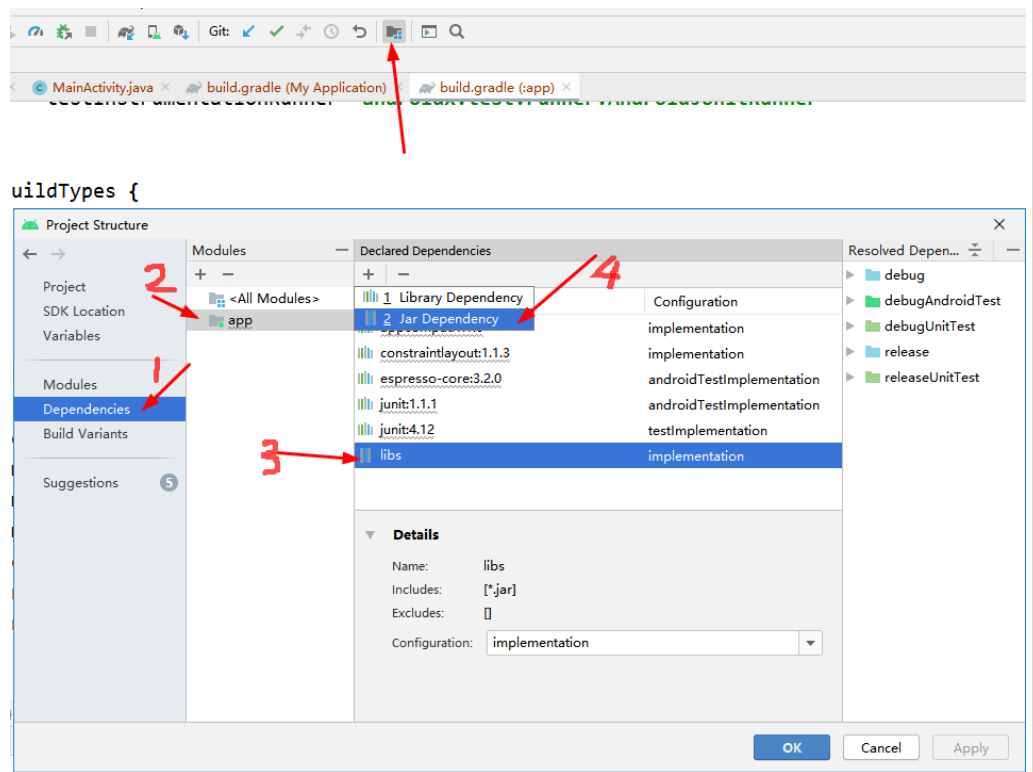 Git:
MainActivity.java
build.gradle (My Application)
build.gradle (:app)
uildTypes {
Project Structure
Modules
Declared Dependencies
Resolved Depen...
Project
SDK Location
Variables
Modules
Dependencies
Build Variants
Suggestions
5
1
2
<All Modules>
app
1 Library Dependency
2 Jar Dependency
4
Configuration
implementation
constraintlayout:1.1.3
implementation
espresso-core:3.2.0
androidTestImplementation
junit:1.1.1
androidTestImplementation
junit:4.12
testImplementation
3
libs
implementation
Details
Name:
libs
Includes:
[*.jar]
Excludes:
[]
Configuration:
implementation
debug
debugAndroidTest
debugUnitTest
release
releaseUnitTest
OK
Cancel
Apply